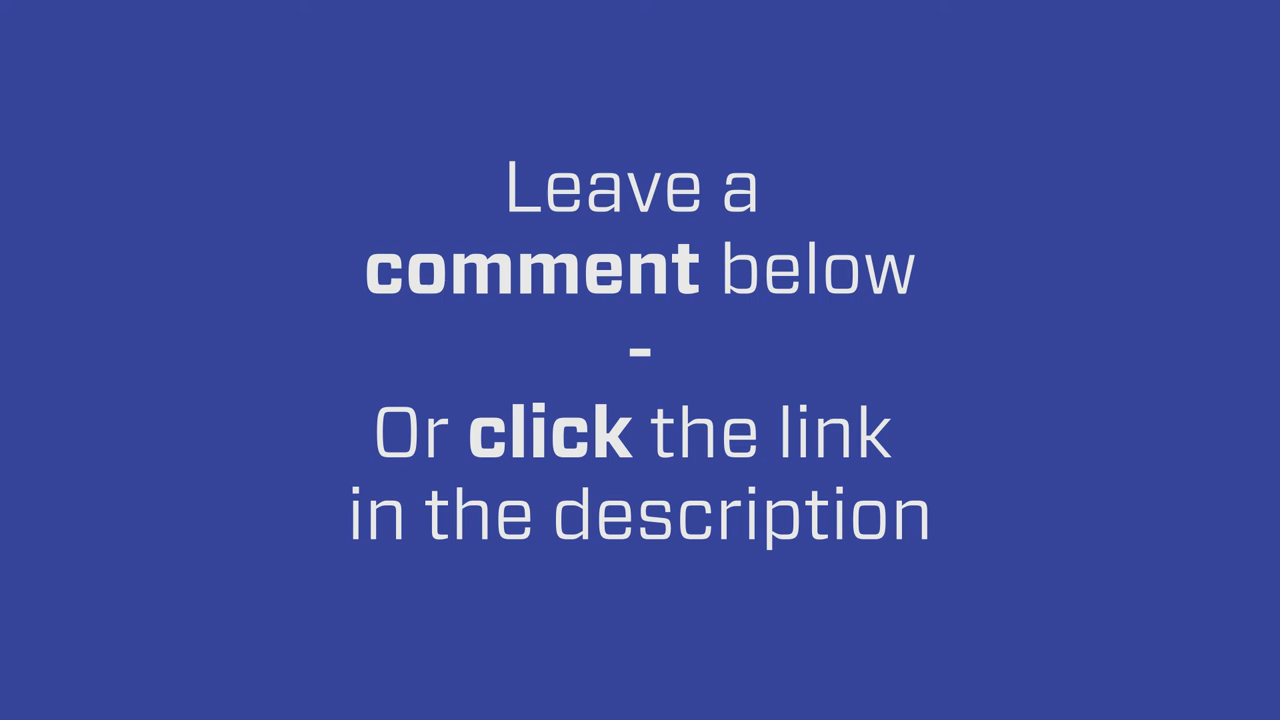 Leave a
comment below
-
Or click the link
in the description